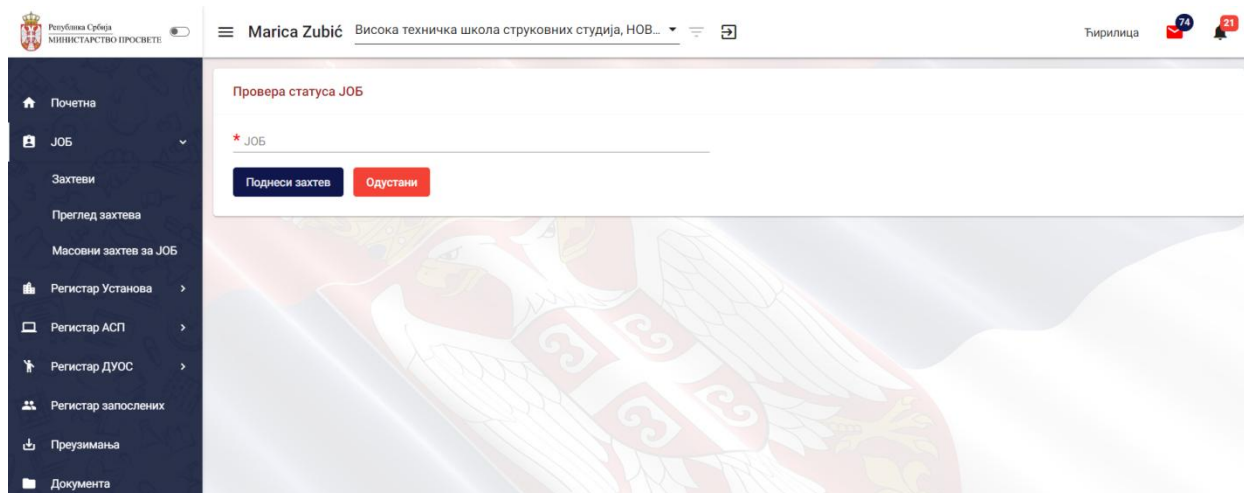 Република Србија
МИНИСТАРСТВО ПРОСВЕТЕ
Marica Zubić Висока техничка школа струковних студија, НОВ...
Ћирилица 74 21
Почетна
ЈОБ
Захтеви
Преглед захтева
Масовни захтев за ЈОБ
Регистар Установа
Регистар АСП
Регистар ДУОС
Регистар запослених
Преузимања
Документа
Провера статуса ЈОБ
* ЈОБ
Поднеси захтев Одустани